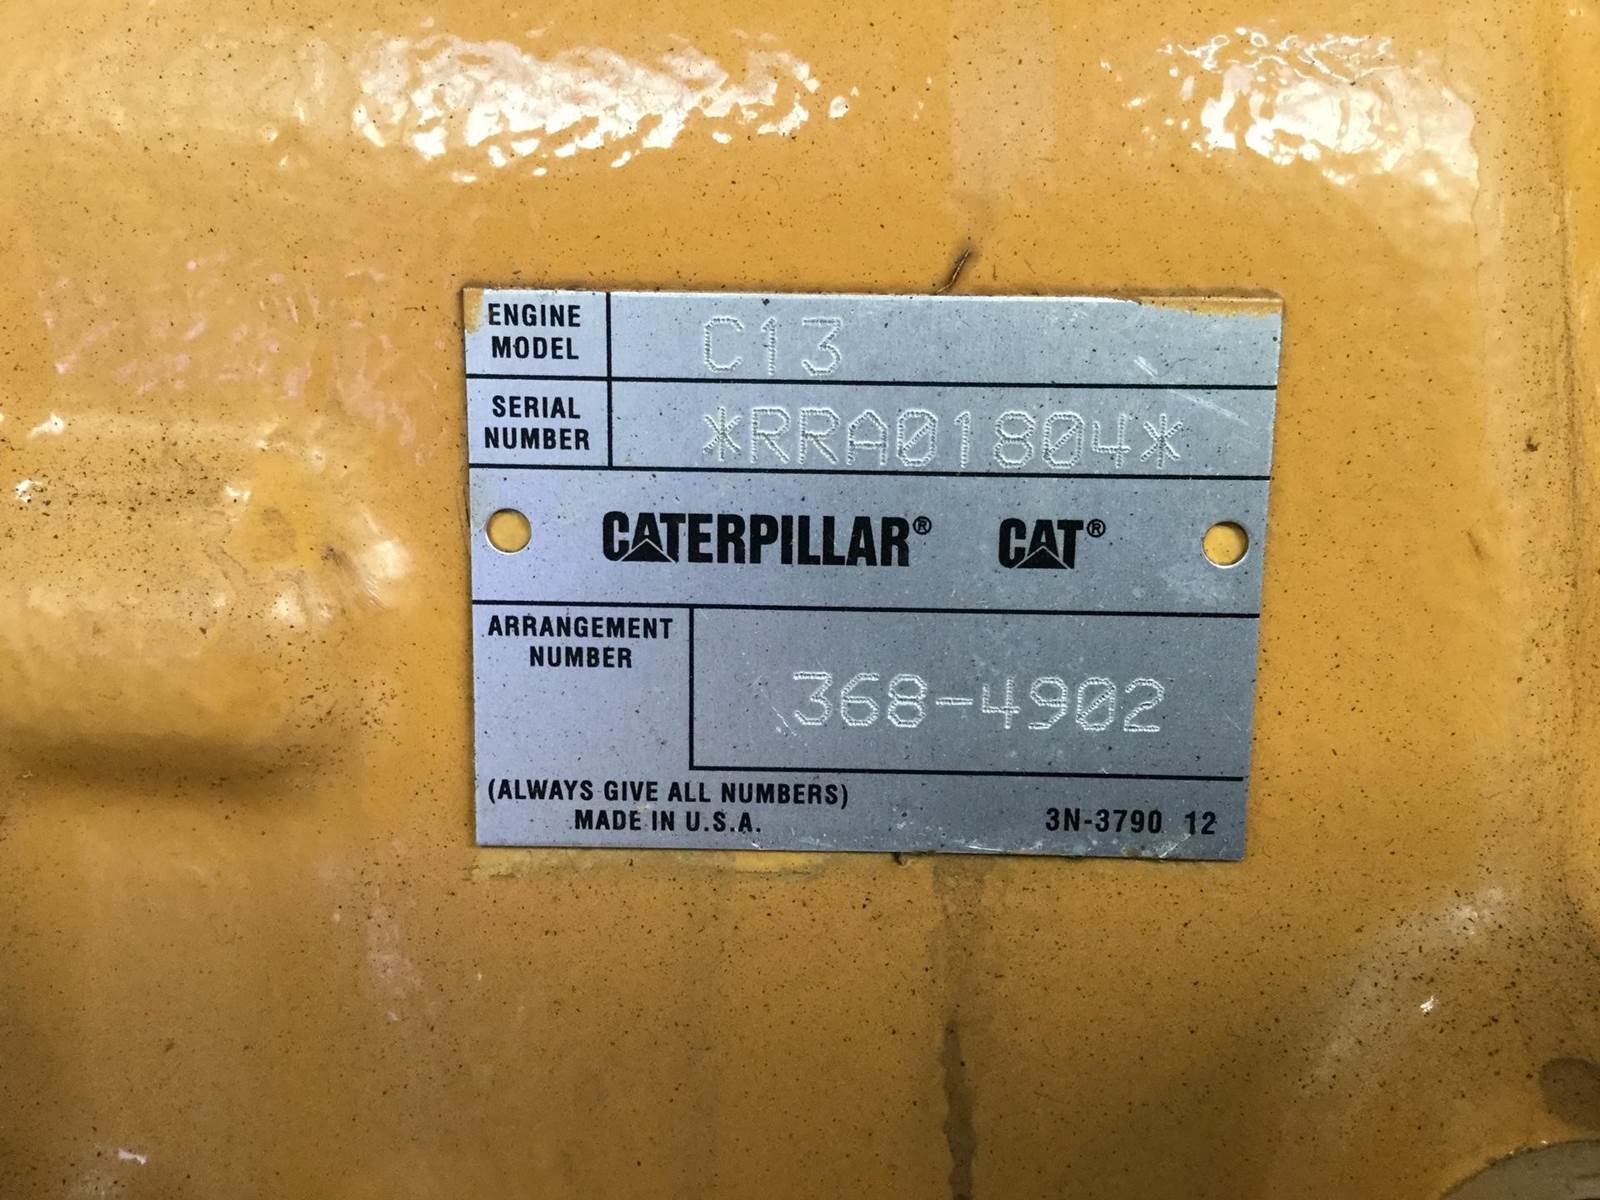 ENGINE
MODEL
C13
SERIAL
NUMBER
*RRA01804*
CATERPILLAR® CAT®
ARRANGEMENT
NUMBER
368-4902
(ALWAYS GIVE ALL NUMBERS)
MADE IN U.S.A. 3N-3790 12